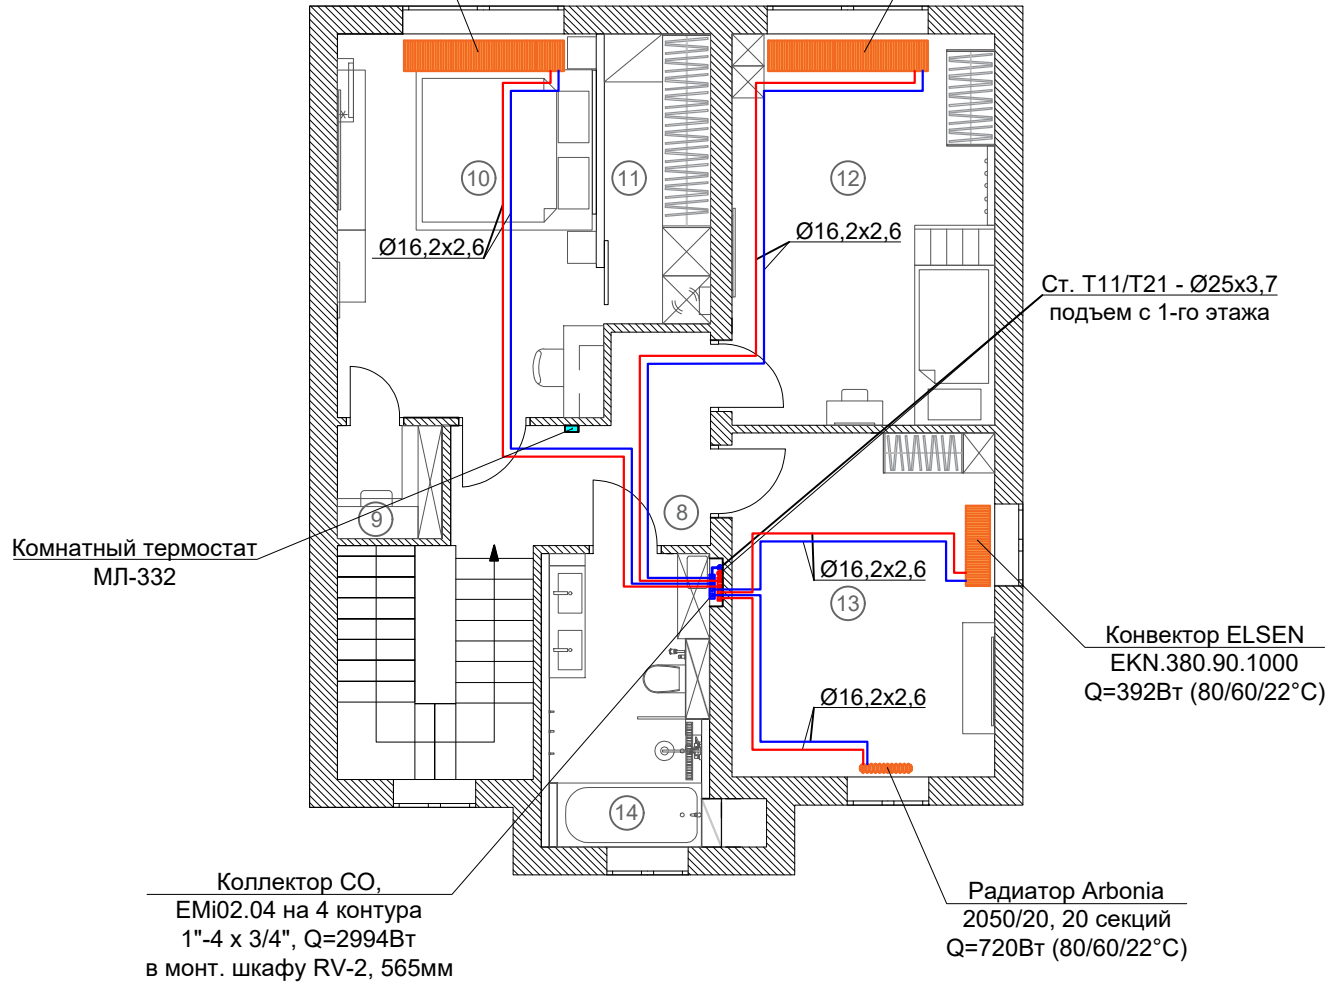 10
11
12
Ø16,2x2,6
Ø16,2x2,6
Ст. Т11/Т21 - Ø25x3,7
подъем с 1-го этажа
9
8
Комнатный термостат
МЛ-332
Ø16,2x2,6
13
Конвектор ELSEN
EKN.380.90.1000
Q=392Вт (80/60/22°C)
Ø16,2x2,6
14
Коллектор СО,
EMi02.04 на 4 контура
1"-4 x 3/4", Q=2994Вт
в монт. шкафу RV-2, 565мм
Радиатор Arbonia
2050/20, 20 секций
Q=720Вт (80/60/22°C)